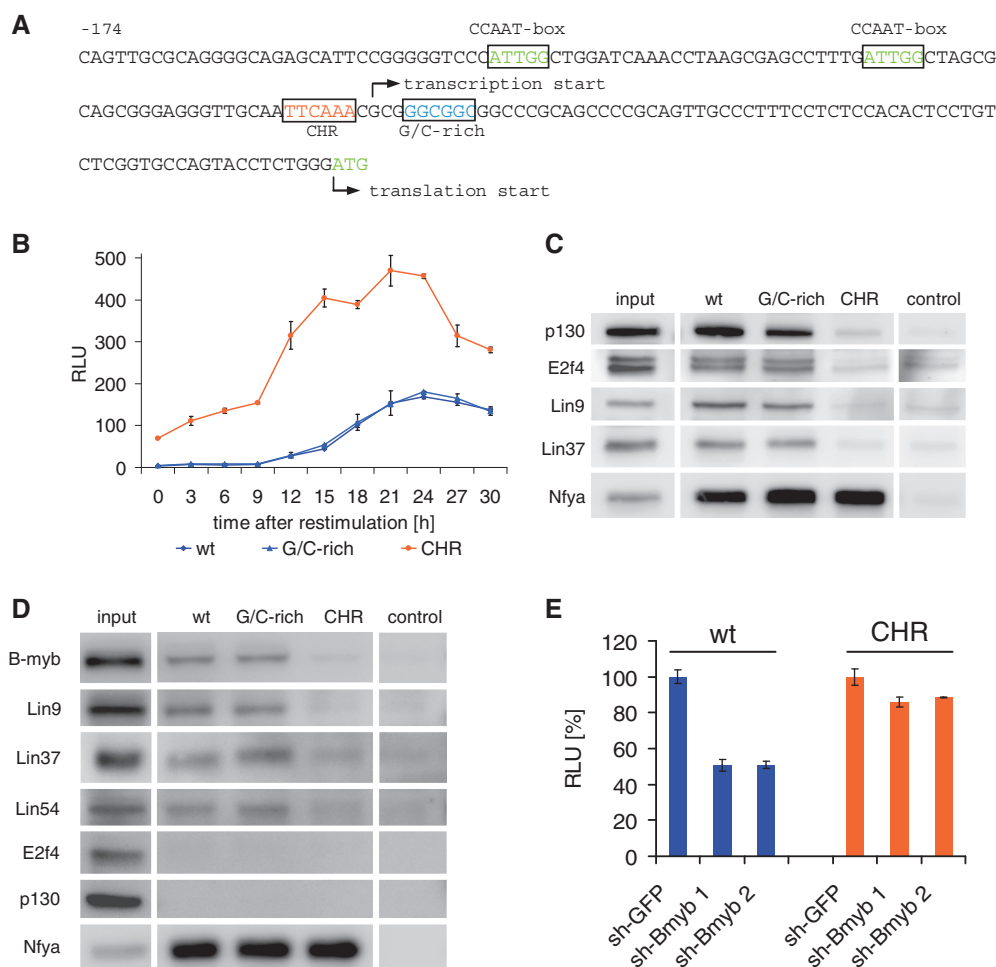 A
-174
CCAAT-box CCAAT-box
CAGTTGCGCAGGGGCAGAGCATTCCGGGGGTCCCATTGGCTGGATCAAACCTAAGCGAGCCTTTGATTGGCTAGCG
transcription start
CAGCGGGAGGGTTGCAATTCAAACGCGGGCGGCGGCCCGCAGCCCCGCAGTTGCCCTTTCCTCTCCACACTCCTGT
CHR G/C-rich
CTCGGTGCCAGTACCTCTGGGATG
translation start
B
500
400
300
200
100
0
RLU
0 3 6 9 12 15 18 21 24 27 30
time after restimulation [h]
wt G/C-rich CHR
C
input wt G/C-rich CHR control
p130
E2f4
Lin9
Lin37
Nfya
D
input wt G/C-rich CHR control
B-myb
Lin9
Lin37
Lin54
E2f4
p130
Nfya
E
wt CHR
120
100
80
60
40
20
0
RLU [%]
sh-GFP sh-Bmyb 1 sh-Bmyb 2 sh-GFP sh-Bmyb 1 sh-Bmyb 2